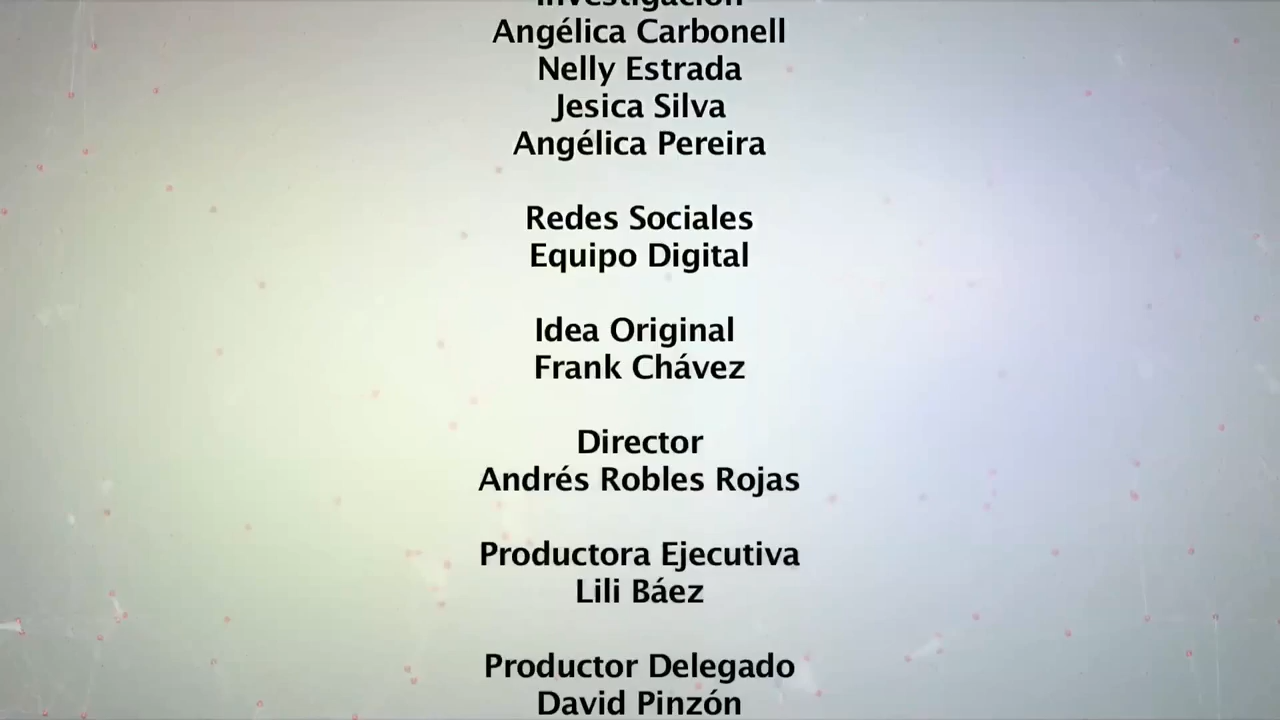 Investigación
Angélica Carbonell
Nelly Estrada
Jesica Silva
Angélica Pereira
Redes Sociales
Equipo Digital
Idea Original
Frank Chávez
Director
Andrés Robles Rojas
Productora Ejecutiva
Lili Báez
Productor Delegado
David Pinzón